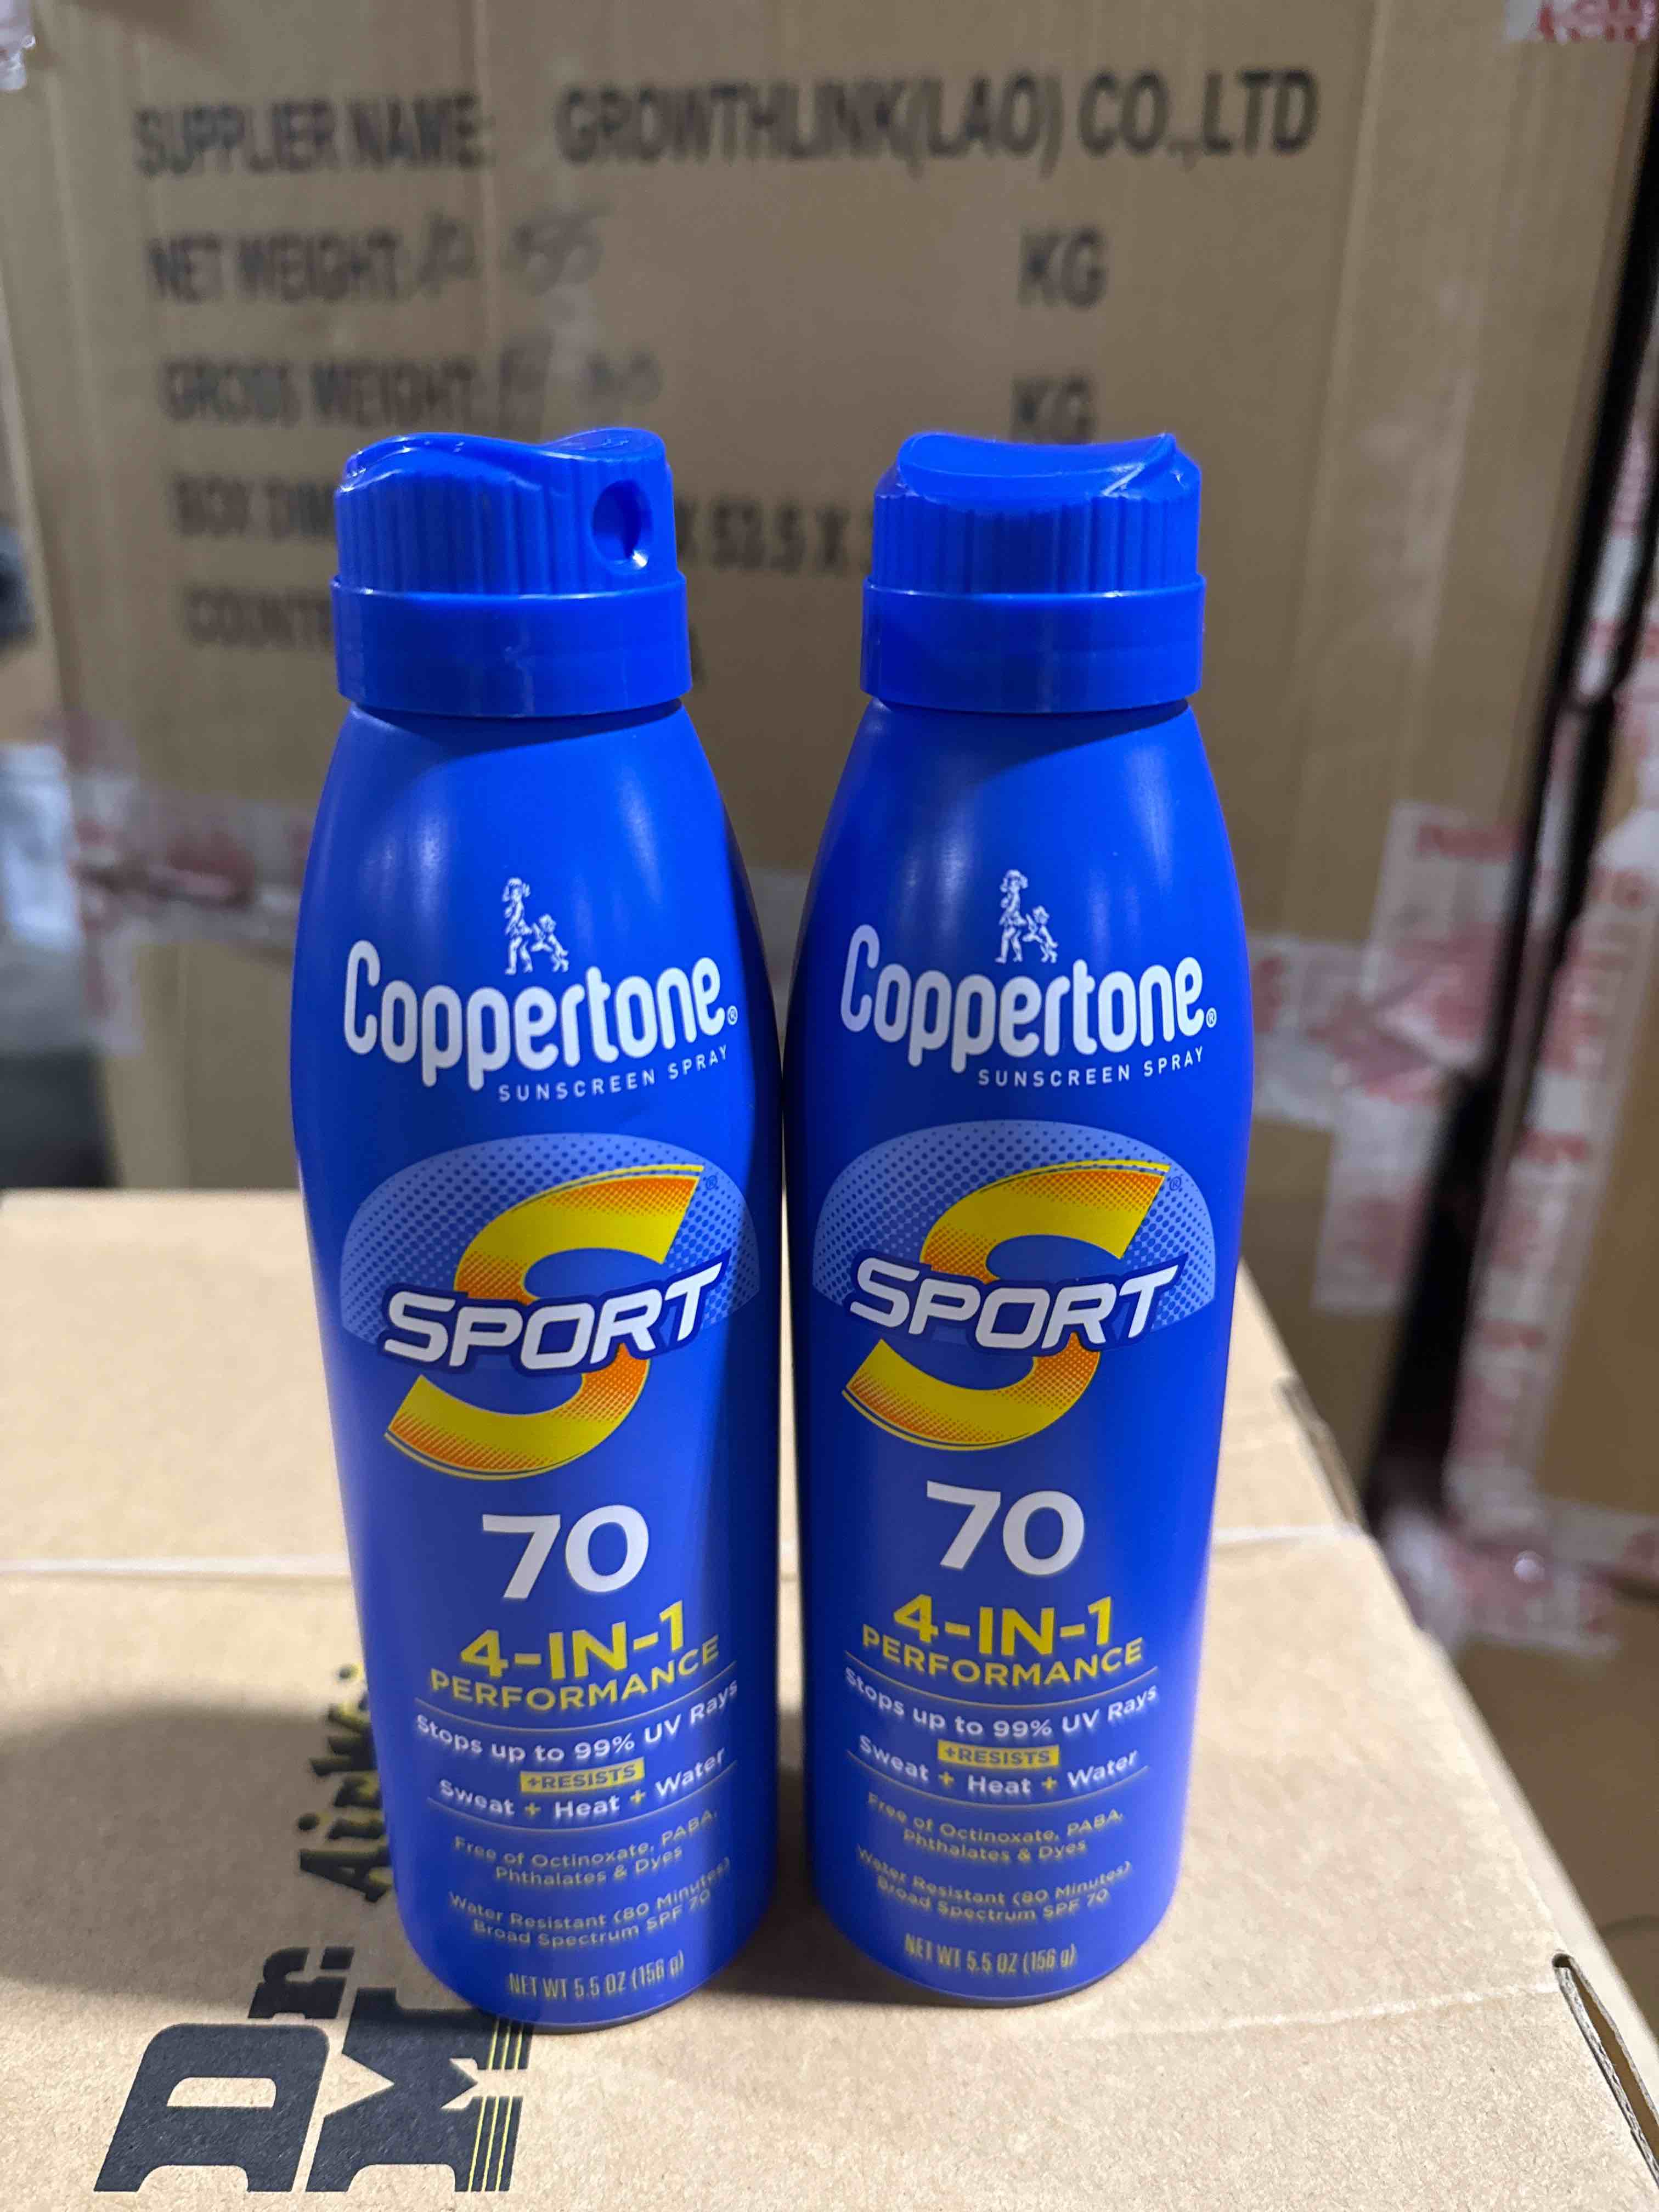 SUPPLIER NAME: GROWTHLINK(LAO) CO.,LTD
NET WEIGHT: KG
GROSS WEIGHT: KG
X 53.5 X
Coppertone®
SUNSCREEN SPRAY
SPORT
®
70
4-IN-1
PERFORMANCE
Stops up to 99% UV Rays
+RESISTS
Sweat + Heat + Water
Free of Octinoxate, PABA,
Phthalates & Dyes
Water Resistant (80 Minutes)
Broad Spectrum SPF 70
NET WT 5.5 OZ (156 g)
Coppertone®
SUNSCREEN SPRAY
SPORT
®
70
4-IN-1
PERFORMANCE
Stops up to 99% UV Rays
+RESISTS
Sweat + Heat + Water
Free of Octinoxate, PABA,
Phthalates & Dyes
Water Resistant (80 Minutes)
Broad Spectrum SPF 70
NET WT 5.5 OZ (156 g)
Dr.